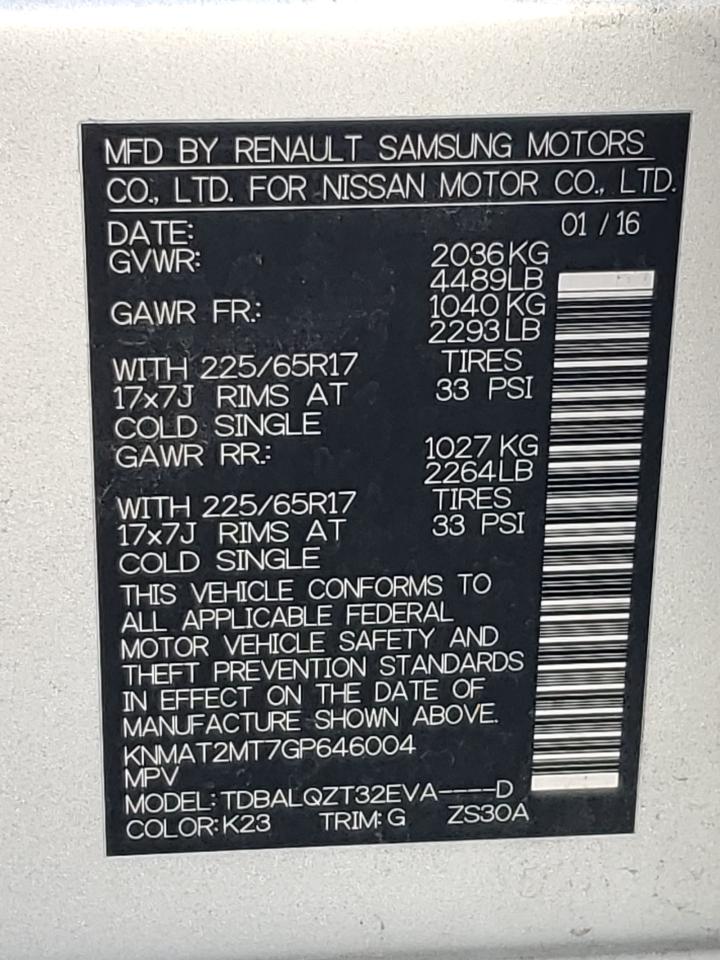 MFD BY RENAULT SAMSUNG MOTORS
CO., LTD. FOR NISSAN MOTOR CO., LTD.
DATE: 01 / 16
GVWR: 2036 KG
4489 LB
GAWR FR.: 1040 KG
2293 LB
WITH 225/65R17 TIRES
17x7J RIMS AT 33 PSI
COLD SINGLE
GAWR RR.: 1027 KG
2264 LB
WITH 225/65R17 TIRES
17x7J RIMS AT 33 PSI
COLD SINGLE
THIS VEHICLE CONFORMS TO
ALL APPLICABLE FEDERAL
MOTOR VEHICLE SAFETY AND
THEFT PREVENTION STANDARDS
IN EFFECT ON THE DATE OF
MANUFACTURE SHOWN ABOVE.
KNMAT2MT7GP646004
MPV
MODEL: TDBALQZT32EVA----D
COLOR: K23 TRIM: G ZS30A